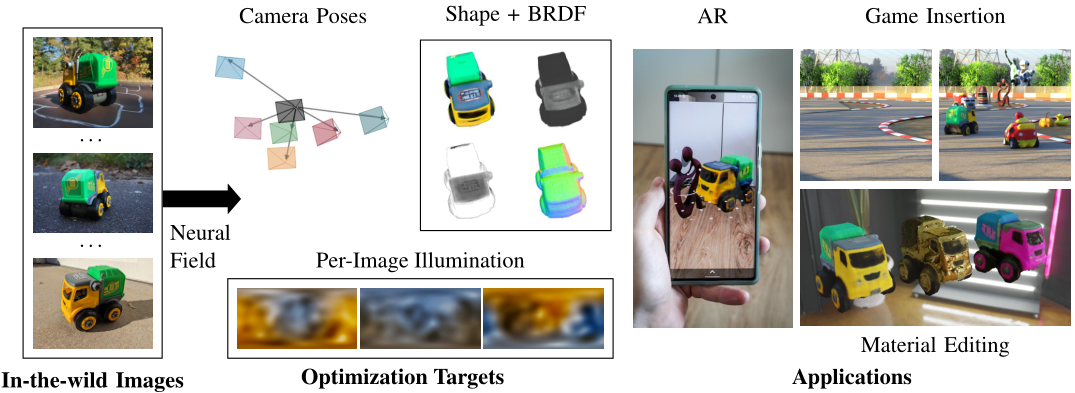 Camera Poses
Shape + BRDF
AR
Game Insertion
...
...
Neural
Field
Per-Image Illumination
Material Editing
In-the-wild Images
Optimization Targets
Applications